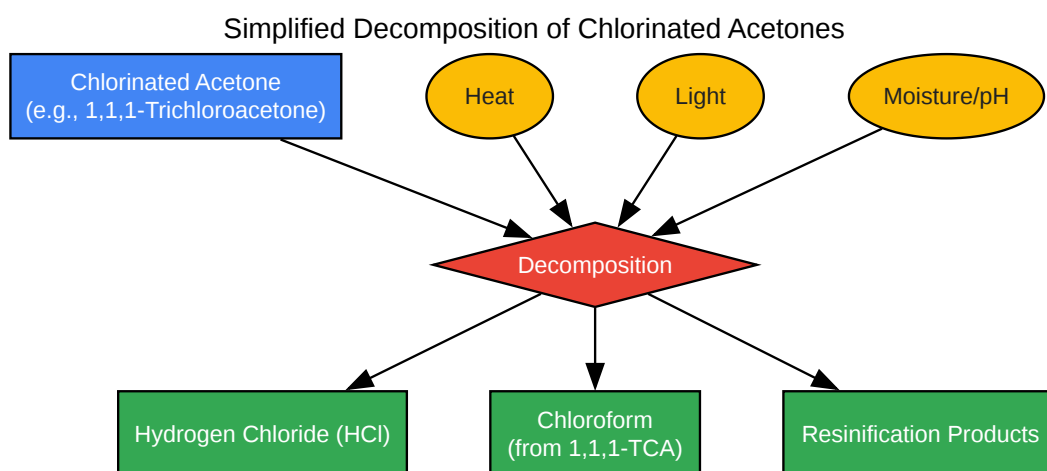 Simplified Decomposition of Chlorinated Acetones
Chlorinated Acetone
(e.g., 1,1,1-Trichloroacetone)
Heat
Light
Moisture/pH
Decomposition
Hydrogen Chloride (HCl)
Chloroform
(from 1,1,1-TCA)
Resinification Products